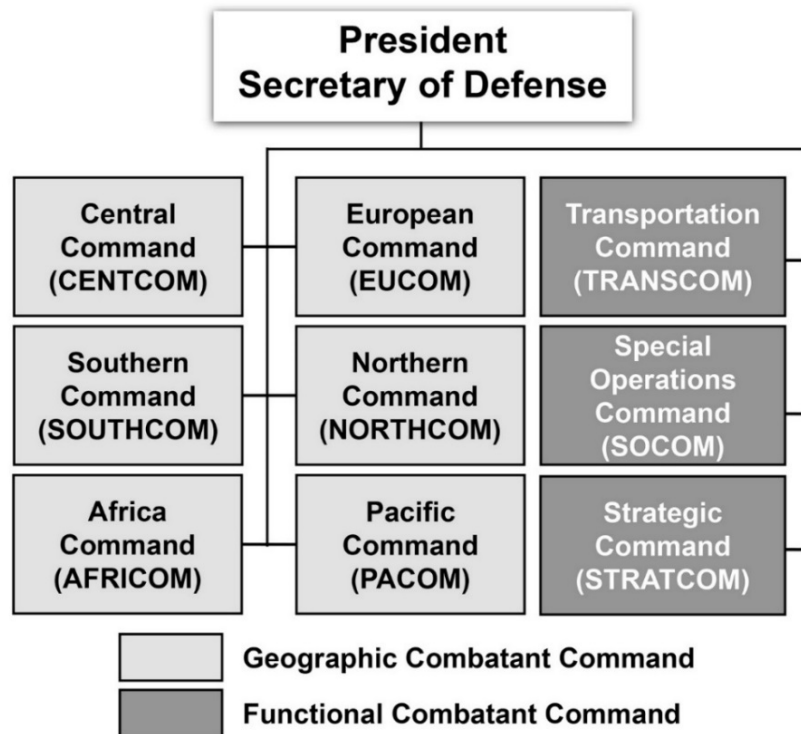 President
Secretary of Defense
Central
Command
(CENTCOM)
European
Command
(EUCOM)
Transportation
Command
(TRANSCOM)
Southern
Command
(SOUTHCOM)
Northern
Command
(NORTHCOM)
Special
Operations
Command
(SOCOM)
Africa
Command
(AFRICOM)
Pacific
Command
(PACOM)
Strategic
Command
(STRATCOM)
Geographic Combatant Command
Functional Combatant Command